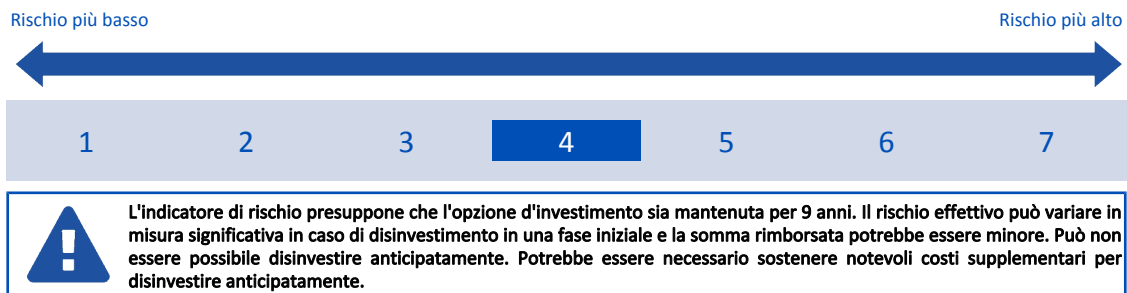 Rischio più basso Rischio più alto
1 2 3 4 5 6 7
L'indicatore di rischio presuppone che l'opzione d'investimento sia mantenuta per 9 anni. Il rischio effettivo può variare in
misura significativa in caso di disinvestimento in una fase iniziale e la somma rimborsata potrebbe essere minore. Può non
essere possibile disinvestire anticipatamente. Potrebbe essere necessario sostenere notevoli costi supplementari per
disinvestire anticipatamente.